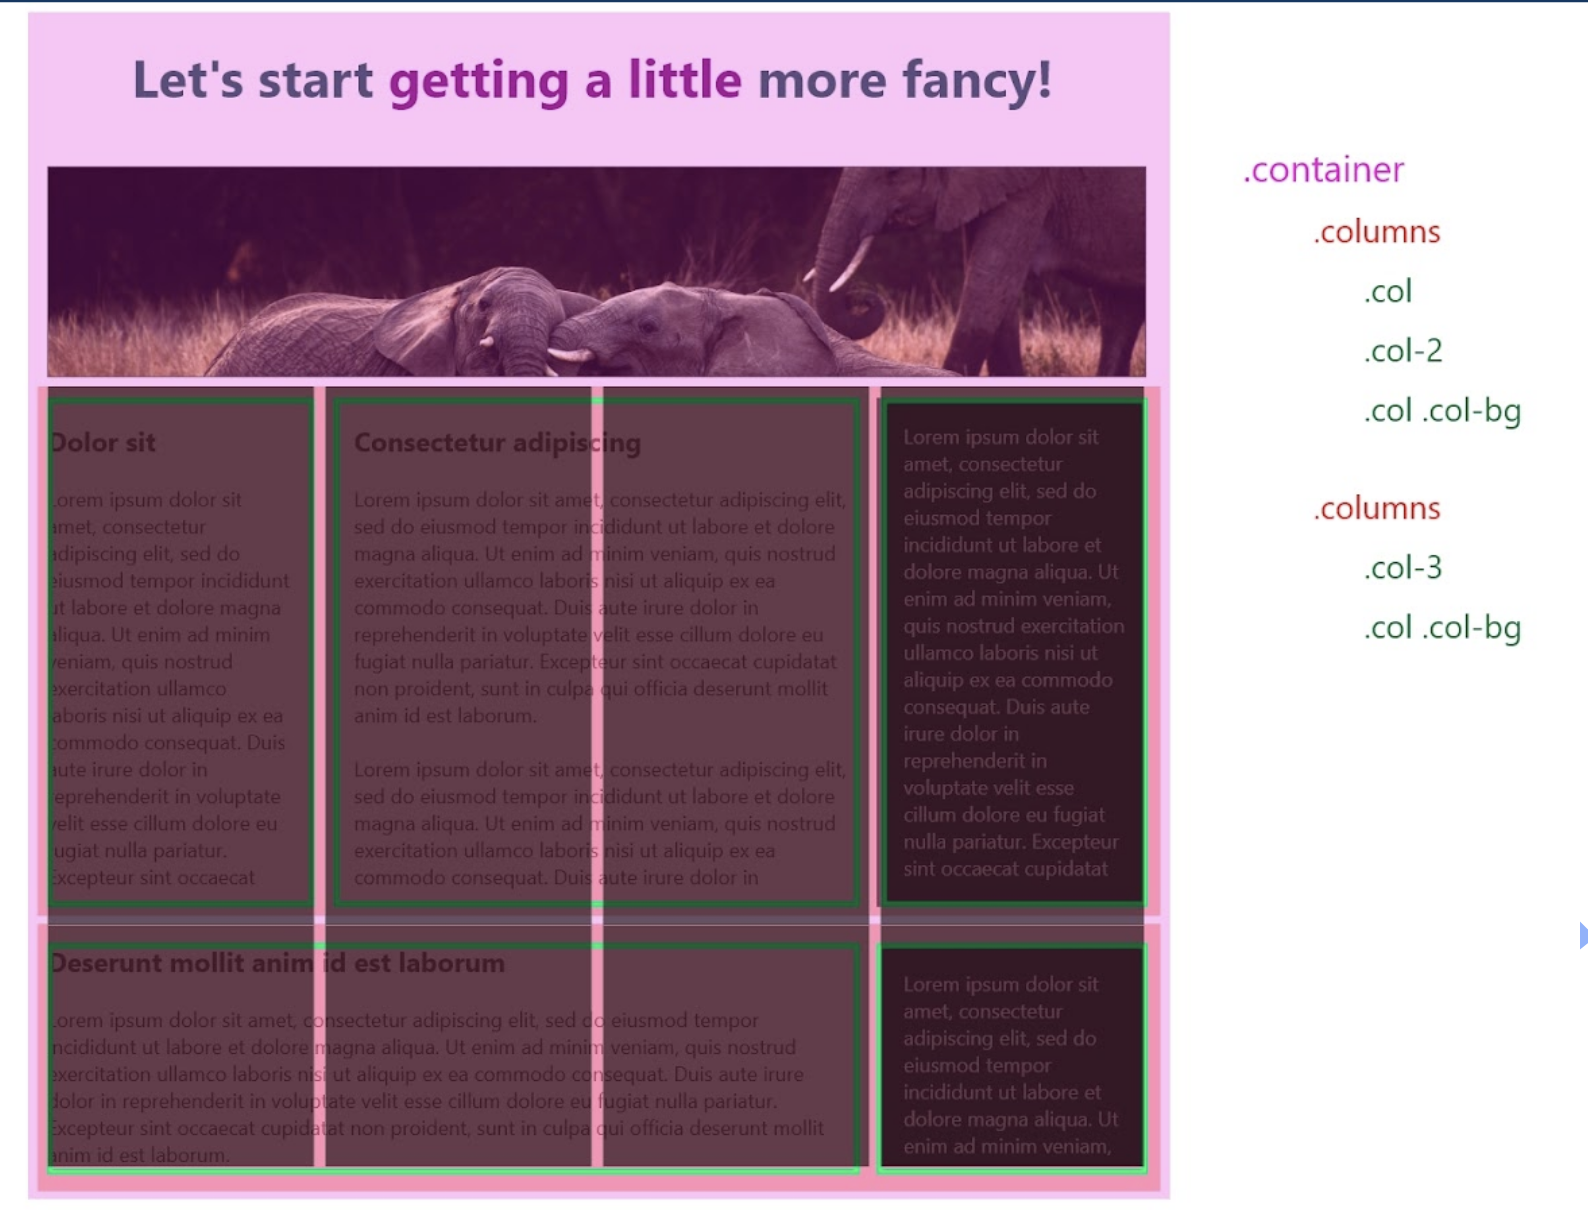 Let's start getting a little more fancy!
Dolor sit
Lorem ipsum dolor sit
amet, consectetur
adipiscing elit, sed do
eiusmod tempor incididunt
ut labore et dolore magna
aliqua. Ut enim ad minim
veniam, quis nostrud
exercitation ullamco
laboris nisi ut aliquip ex ea
commodo consequat. Duis
aute irure dolor in
reprehenderit in voluptate
velit esse cillum dolore eu
fugiat nulla pariatur.
Excepteur sint occaecat
Consectetur adipiscing
Lorem ipsum dolor sit amet, consectetur adipiscing elit,
sed do eiusmod tempor incididunt ut labore et dolore
magna aliqua. Ut enim ad minim veniam, quis nostrud
exercitation ullamco laboris nisi ut aliquip ex ea
commodo consequat. Duis aute irure dolor in
reprehenderit in voluptate velit esse cillum dolore eu
fugiat nulla pariatur. Excepteur sint occaecat cupidatat
non proident, sunt in culpa qui officia deserunt mollit
anim id est laborum.
Lorem ipsum dolor sit amet, consectetur adipiscing elit,
sed do eiusmod tempor incididunt ut labore et dolore
magna aliqua. Ut enim ad minim veniam, quis nostrud
exercitation ullamco laboris nisi ut aliquip ex ea
commodo consequat. Duis aute irure dolor in
Lorem ipsum dolor sit
amet, consectetur
adipiscing elit, sed do
eiusmod tempor
incididunt ut labore et
dolore magna aliqua. Ut
enim ad minim veniam,
quis nostrud exercitation
ullamco laboris nisi ut
aliquip ex ea commodo
consequat. Duis aute
irure dolor in
reprehenderit in
voluptate velit esse
cillum dolore eu fugiat
nulla pariatur. Excepteur
sint occaecat cupidatat
Deserunt mollit anim id est laborum
Lorem ipsum dolor sit amet, consectetur adipiscing elit, sed do eiusmod tempor
incididunt ut labore et dolore magna aliqua. Ut enim ad minim veniam, quis nostrud
exercitation ullamco laboris nisi ut aliquip ex ea commodo consequat. Duis aute irure
dolor in reprehenderit in voluptate velit esse cillum dolore eu fugiat nulla pariatur.
Excepteur sint occaecat cupidatat non proident, sunt in culpa qui officia deserunt mollit
anim id est laborum.
Lorem ipsum dolor sit
amet, consectetur
adipiscing elit, sed do
eiusmod tempor
incididunt ut labore et
dolore magna aliqua. Ut
enim ad minim veniam,
.container
.columns
.col
.col-2
.col .col-bg
.columns
.col-3
.col .col-bg